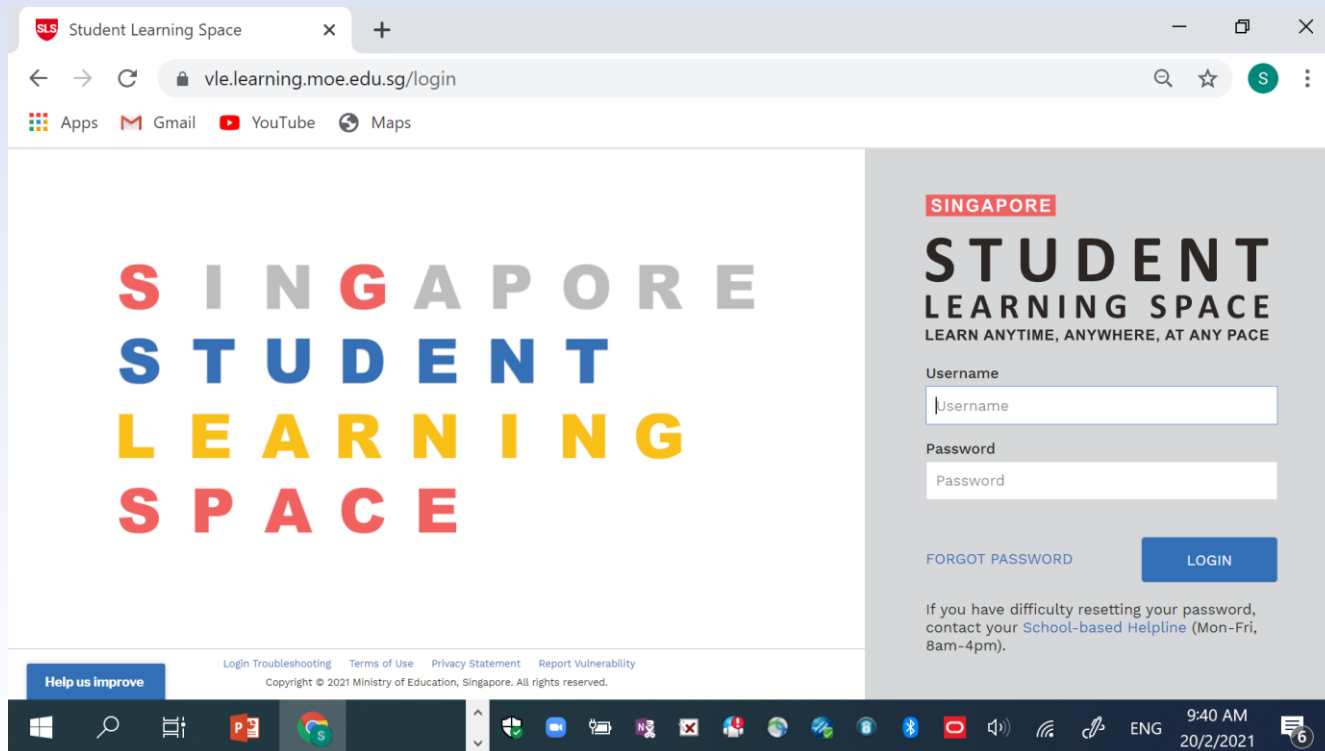 SLS Student Learning Space
vle.learning.moe.edu.sg/login
S
Apps Gmail YouTube Maps
SINGAPORE
STUDENT
LEARNING
SPACE
SINGAPORE
STUDENT
LEARNING SPACE
LEARN ANYTIME, ANYWHERE, AT ANY PACE
Username
Username
Password
Password
FORGOT PASSWORD LOGIN
If you have difficulty resetting your password,
contact your School-based Helpline (Mon-Fri,
8am-4pm).
Login Troubleshooting Terms of Use Privacy Statement Report Vulnerability
Copyright © 2021 Ministry of Education, Singapore. All rights reserved.
Help us improve
ENG
9:40 AM
20/2/2021
6